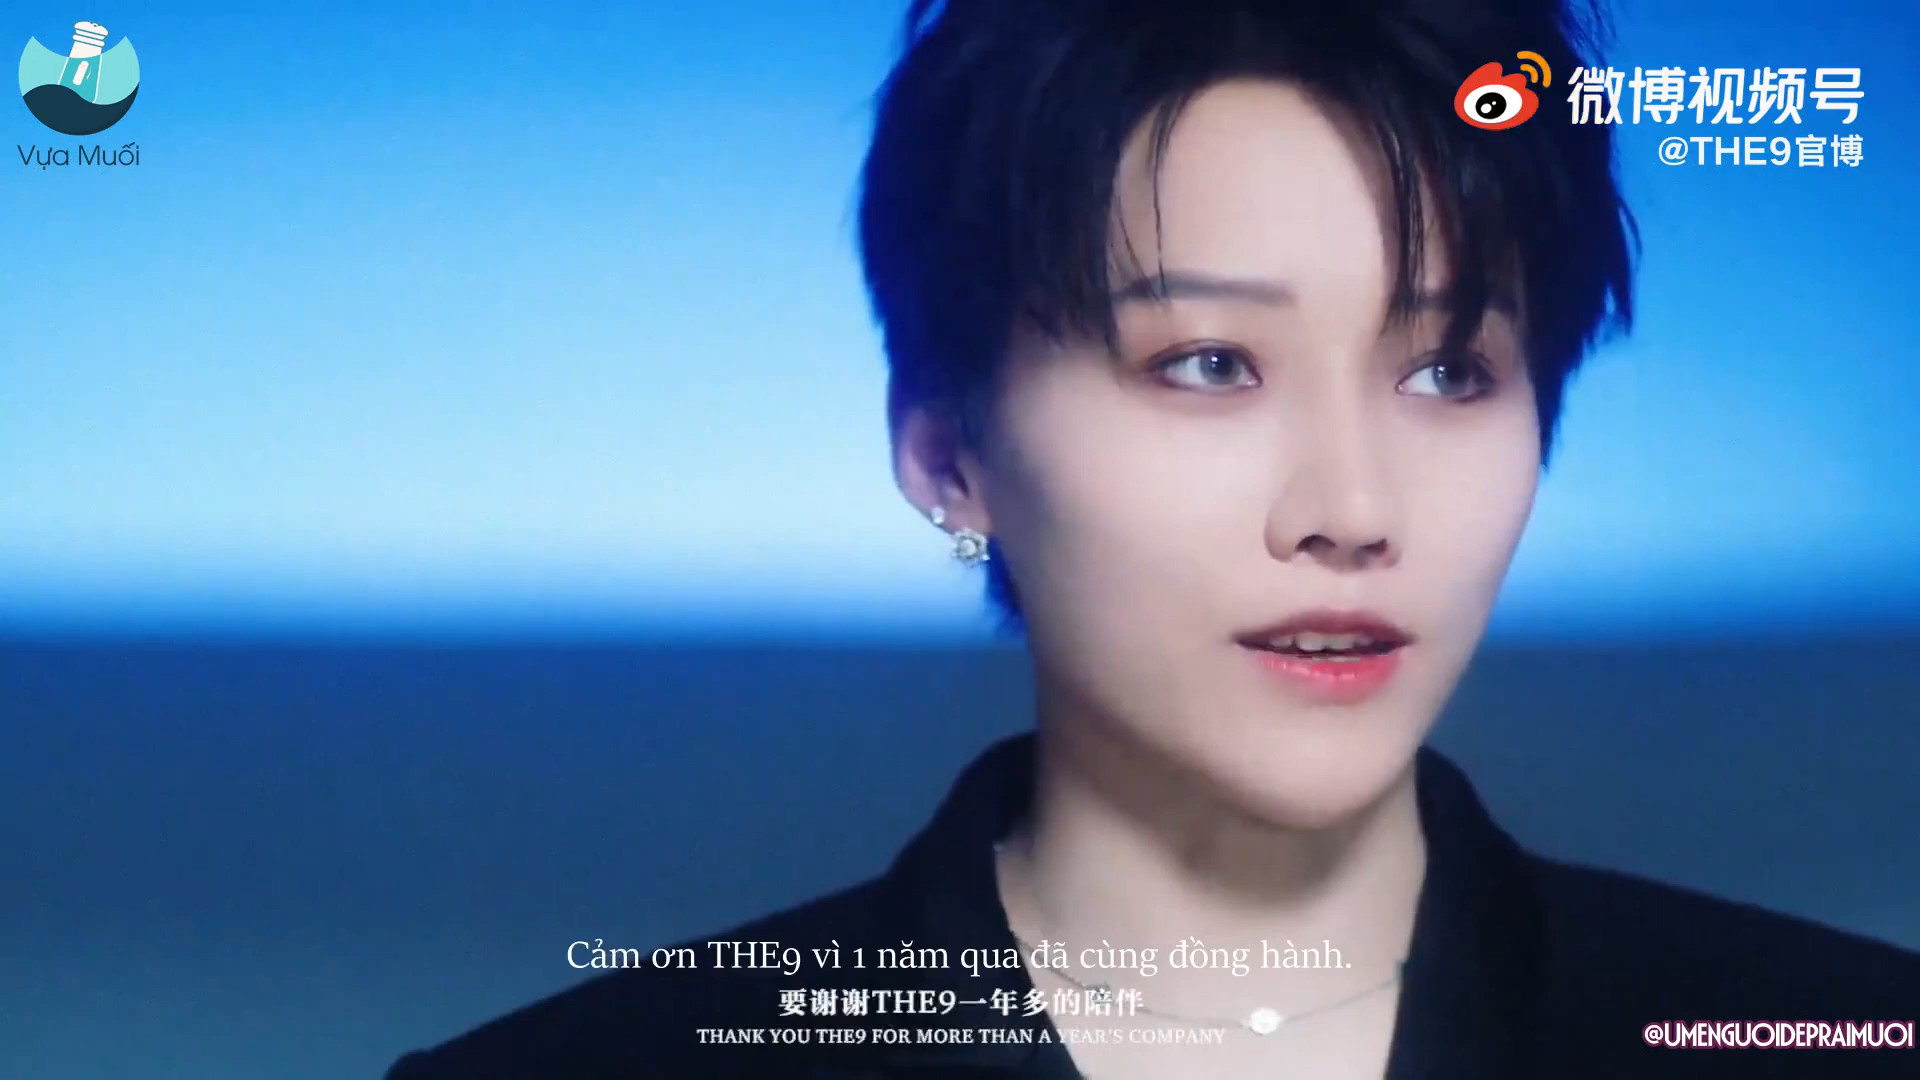 Vựa Muối
微博视频号
@THE9官博
Cảm ơn THE9 vì 1 năm qua đã cùng đồng hành.
要谢谢THE9一年多的陪伴
THANK YOU THE9 FOR MORE THAN A YEAR'S COMPANY
@UMENGUOIDEPRAIMUOI